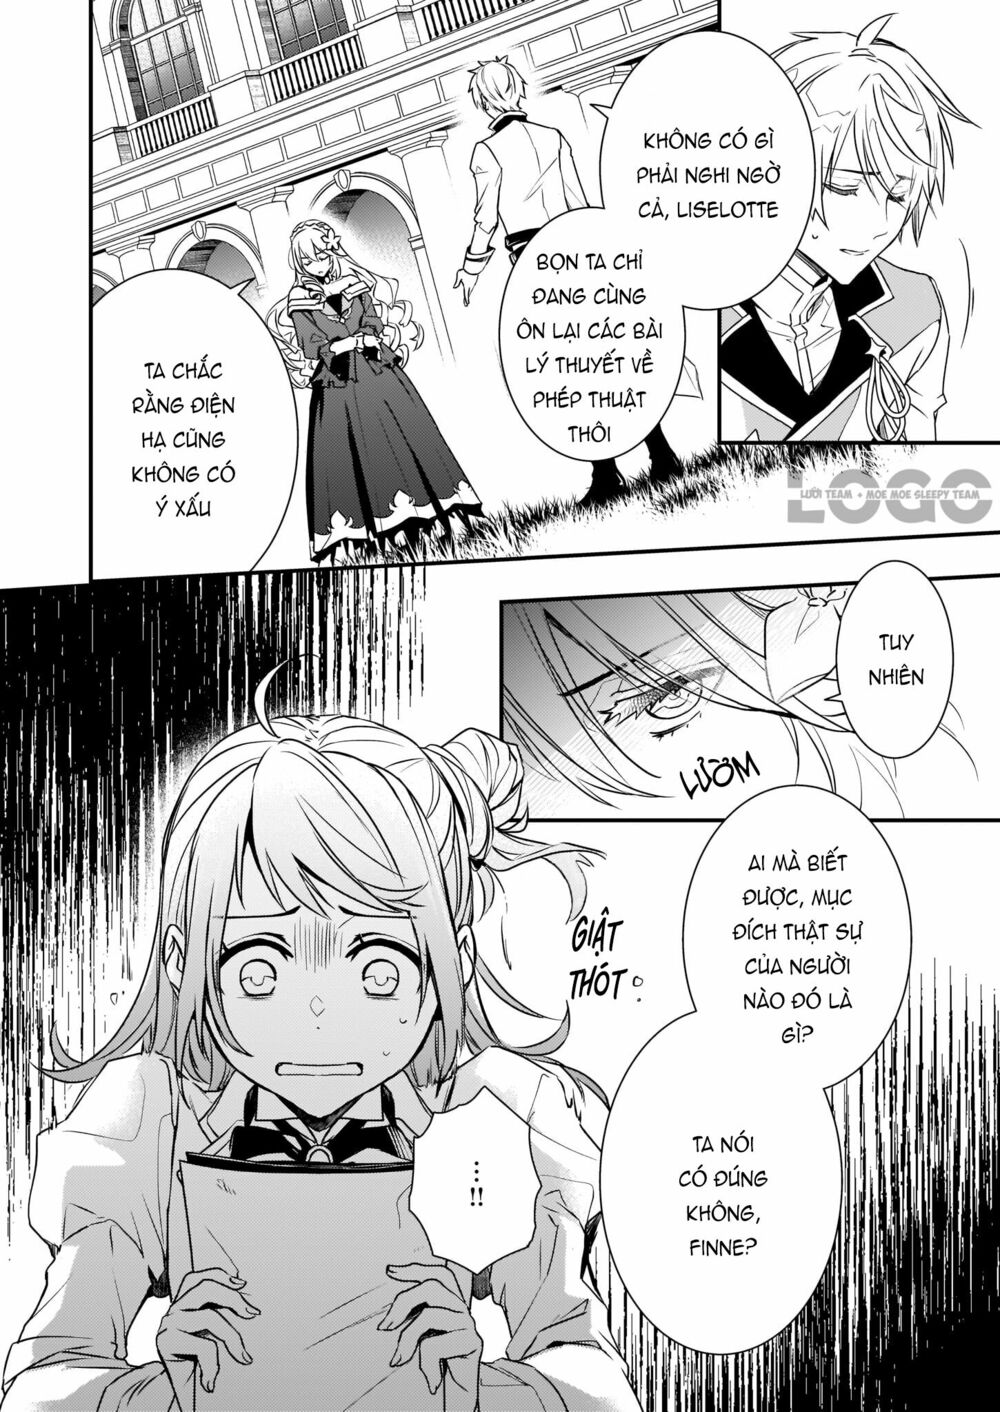 KHÔNG CÓ GÌ
PHẢI NGHI NGỜ
CẢ, LISELOTTE
BỌN TA CHỈ
ĐANG CÙNG
ÔN LẠI CÁC BÀI
LÝ THUYẾT VỀ
PHÉP THUẬT
THÔI
TA CHẮC
RẰNG ĐIỆN
HẠ CŨNG
KHÔNG CÓ
Ý XẤU
LOGO
LƯỜI TEAM + MOE MOE SLEEPY TEAM
TUY
NHIÊN
LƯỜM
AI MÀ BIẾT
ĐƯỢC, MỤC
ĐÍCH THẬT SỰ
CỦA NGƯỜI
NÀO ĐÓ LÀ
GÌ?
GIẬT
THÓT
...!!
TA NÓI
CÓ ĐÚNG
KHÔNG,
FINNE?